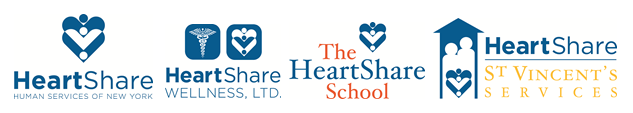 HeartShare
HUMAN SERVICES OF NEW YORK
HeartShare
WELLNESS, LTD.
The
HeartShare
School
HeartShare
ST VINCENT'S
SERVICES